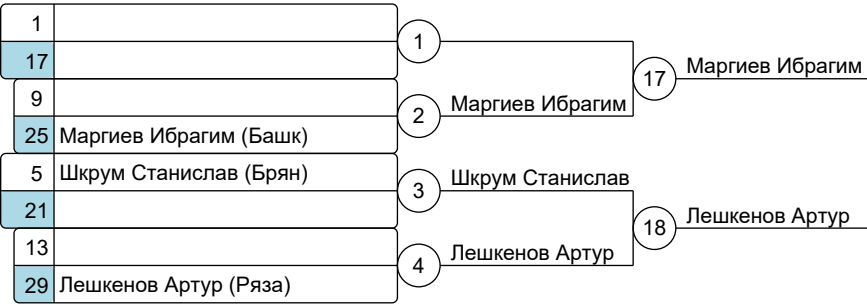 1
17
1
9
25 Маргиев Ибрагим (Башк)
2 Маргиев Ибрагим
17 Маргиев Ибрагим
5 Шкрум Станислав (Брян)
21
3 Шкрум Станислав
13
29 Лешкенов Артур (Ряза)
4 Лешкенов Артур
18 Лешкенов Артур